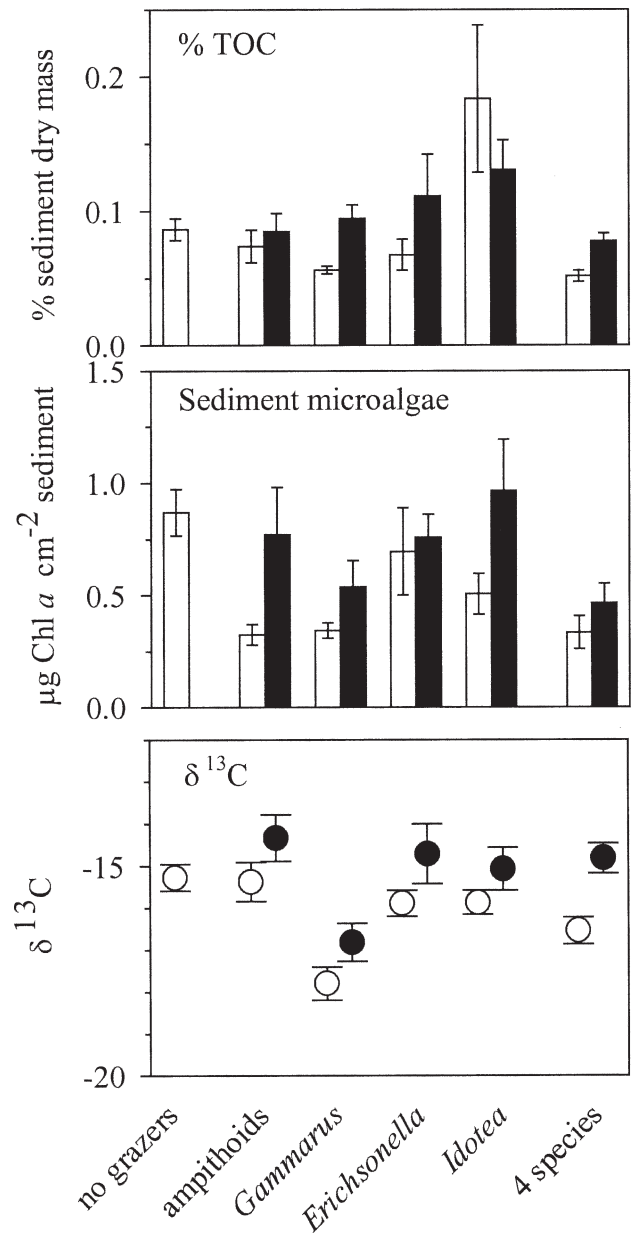 % TOC
% sediment dry mass
0.2
0.1
0.0
Sediment microalgae
µg Chl a cm-2 sediment
1.5
1.0
0.5
0.0
δ 13C
δ 13C
-15
-20
no grazers
ampithoids
Gammarus
Erichsonella
Idotea
4 species